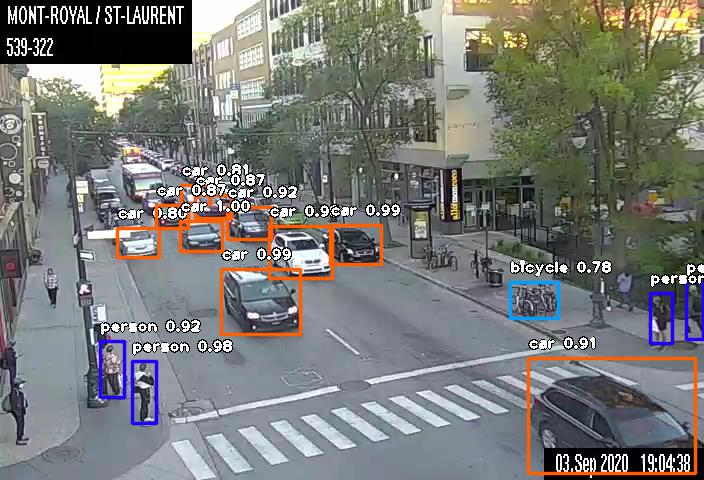 MONT-ROYAL / ST-LAURENT
539-322
car 0.81
car 0.87
car 0.87
car 0.92
car 0.80
car 1.00
car 0.9
car 0.99
car 0.99
bicycle 0.78
person
pe
person 0.92
person 0.98
car 0.91
03.Sep 2020 19:04:38